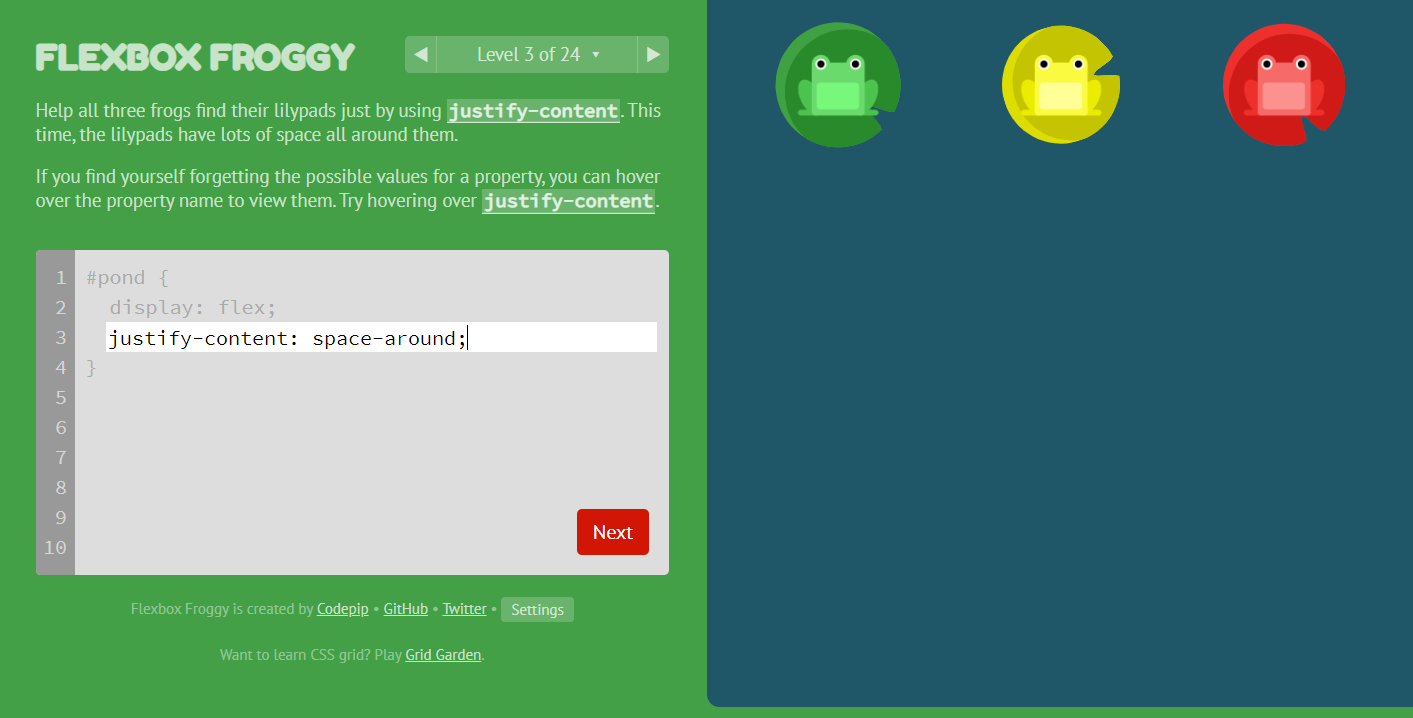 FLEXBOX FROGGY
◀ Level 3 of 24 ▼ ▶
Help all three frogs find their lilypads just by using justify-content. This
time, the lilypads have lots of space all around them.
If you find yourself forgetting the possible values for a property, you can hover
over the property name to view them. Try hovering over justify-content.
1 #pond {
2   display: flex;
3   justify-content: space-around;
4 }
5
6
7
8
9
10
Next
Flexbox Froggy is created by Codepip • GitHub • Twitter • Settings
Want to learn CSS grid? Play Grid Garden.